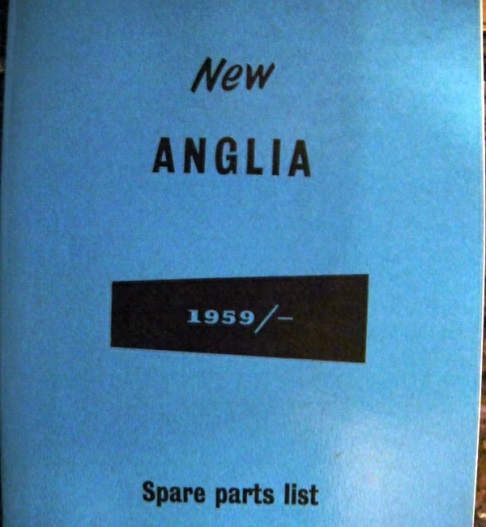 New
ANGLIA
1959/–
Spare parts list